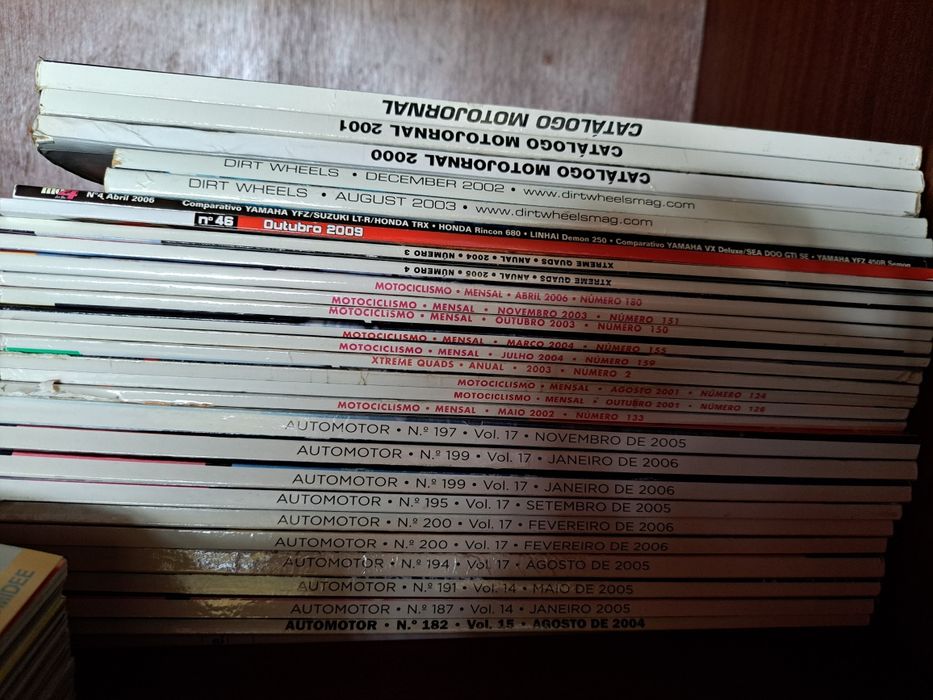 CATÁLOGO MOTOJORNAL
CATÁLOGO MOTOJORNAL 2001
CATÁLOGO MOTOJORNAL 2000
DIRT WHEELS • DECEMBER 2002 • www.dirtwheelsmag.com
DIRT WHEELS • AUGUST 2003 • www.dirtwheelsmag.com
N°4 Abril 2006 Comparativo YAMAHA YFZ/SUZUKI LT-R/HONDA TRX • HONDA Rincon 680 • LINHAI Demon 250 • Comparativo YAMAHA VX Deluxe/SEA DOO GTI SE • YAMAHA YFZ 450R
n°46 Outubro 2009
XTREME QUADS • ANUAL • 2004 • NÚMERO 3
XTREME QUADS • ANUAL • 2005 • NÚMERO 4
MOTOCICLISMO • MENSAL • ABRIL 2006 • NÚMERO 180
MOTOCICLISMO • MENSAL • NOVEMBRO 2003 • NÚMERO 151
MOTOCICLISMO • MENSAL • OUTUBRO 2003 • NÚMERO 150
MOTOCICLISMO • MENSAL • MARÇO 2004 • NÚMERO 155
MOTOCICLISMO • MENSAL • JULHO 2004 • NÚMERO 159
XTREME QUADS • ANUAL • 2003 • NUMERO 2
MOTOCICLISMO • MENSAL • AGOSTO 2001 • NÚMERO 124
MOTOCICLISMO • MENSAL • OUTUBRO 2001 • NÚMERO 126
MOTOCICLISMO • MENSAL • MAIO 2002 • NÚMERO 133
AUTOMOTOR • N.º 197 • Vol. 17 • NOVEMBRO DE 2005
AUTOMOTOR • N.º 199 • Vol. 17 • JANEIRO DE 2006
AUTOMOTOR • N.º 199 • Vol. 17 • JANEIRO DE 2006
AUTOMOTOR • N.º 195 • Vol. 17 • SETEMBRO DE 2005
AUTOMOTOR • N.º 200 • Vol. 17 • FEVEREIRO DE 2006
AUTOMOTOR • N.º 200 • Vol. 17 • FEVEREIRO DE 2006
AUTOMOTOR • N.º 194 • Vol. 17 • AGOSTO DE 2005
AUTOMOTOR • N.º 191 • Vol. 14 • MAIO DE 2005
AUTOMOTOR • N.º 187 • Vol. 14 • JANEIRO 2005
AUTOMOTOR • N.º 182 • Vol. 15 • AGOSTO DE 2004